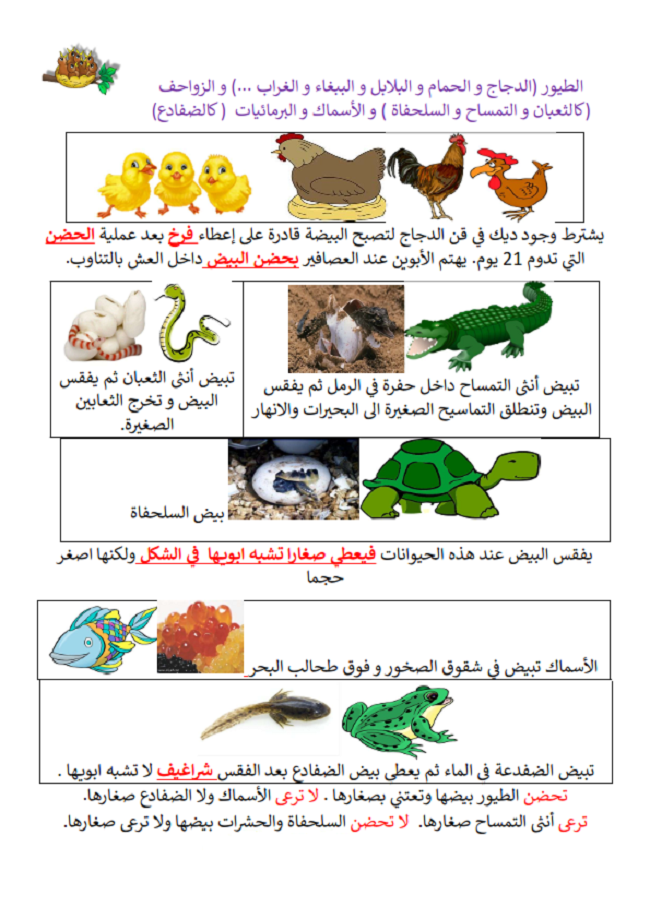 الطيور (الدجاج و الحمام و البلابل و الببغاء و الغراب ...) و الزواحف
(كالثعبان و التمساح و السلحفاة ) و الأسماك و البرمائيات ( كالضفادع)
يشترط وجود ديك في قن الدجاج لتصبح البيضة قادرة على إعطاء فرخ بعد عملية الحضن
التي تدوم 21 يوم. يهتم الأبوين عند العصافير بحضن البيض داخل العش بالتناوب.
تبيض أنثى التمساح داخل حفرة في الرمل ثم يفقس
البيض وتنطلق التماسيح الصغيرة الى البحيرات والانهار
تبيض أنثى الثعبان ثم يفقس
البيض و تخرج الثعابين
الصغيرة.
بيض السلحفاة
يفقس البيض عند هذه الحيوانات فيعطي صغارا تشبه ابويها في الشكل ولكنها اصغر
حجما
الأسماك تبيض في شقوق الصخور و فوق طحالب البحر
تبيض الضفدعة في الماء ثم يعطي بيض الضفادع بعد الفقس شراغيف لا تشبه ابويها .
تحضن الطيور بيضها وتعتني بصغارها . لا ترعى الأسماك ولا الضفادع صغارها.
ترعى أنثى التمساح صغارها. لا تحضن السلحفاة والحشرات بيضها ولا ترعى صغارها.